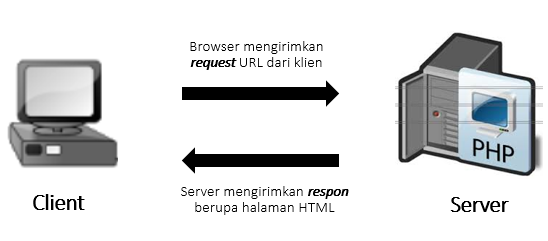 Browser mengirimkan
request URL dari klien
PHP
Server mengirimkan respon
berupa halaman HTML
Client
Server